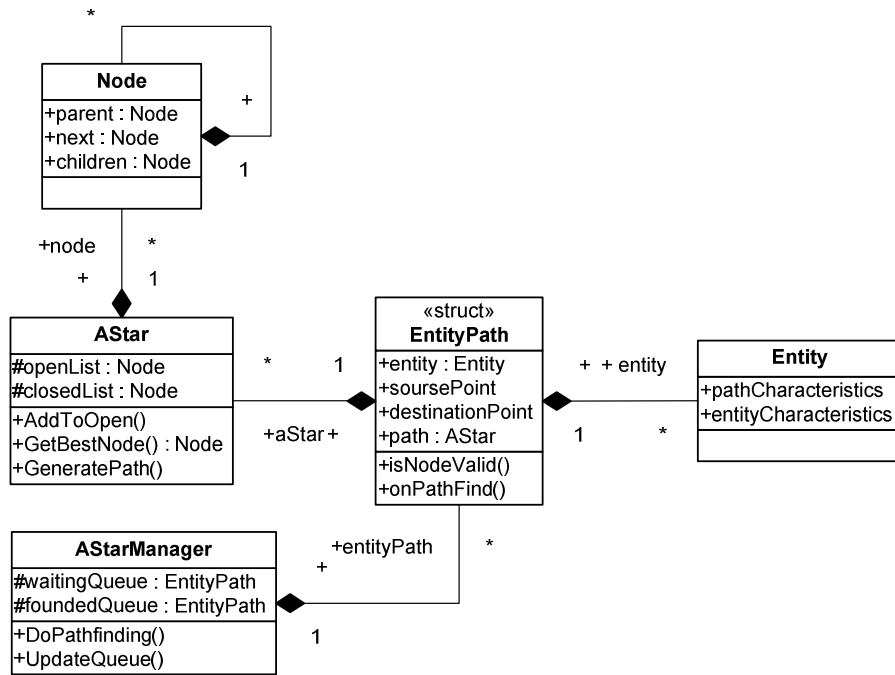 *
Node
+parent : Node
+next : Node
+children : Node
+
1
+node
*
+
1
AStar
#openList : Node
#closedList : Node
+AddToOpen()
+GetBestNode() : Node
+GeneratePath()
*
1
+aStar +
«struct»
EntityPath
+entity : Entity
+soursePoint
+destinationPoint
+path : AStar
+isNodeValid()
+onPathFind()
+ + entity
1
*
Entity
+pathCharacteristics
+entityCharacteristics
AStarManager
#waitingQueue : EntityPath
#foundedQueue : EntityPath
+DoPathfinding()
+UpdateQueue()
+entityPath
*
+
1